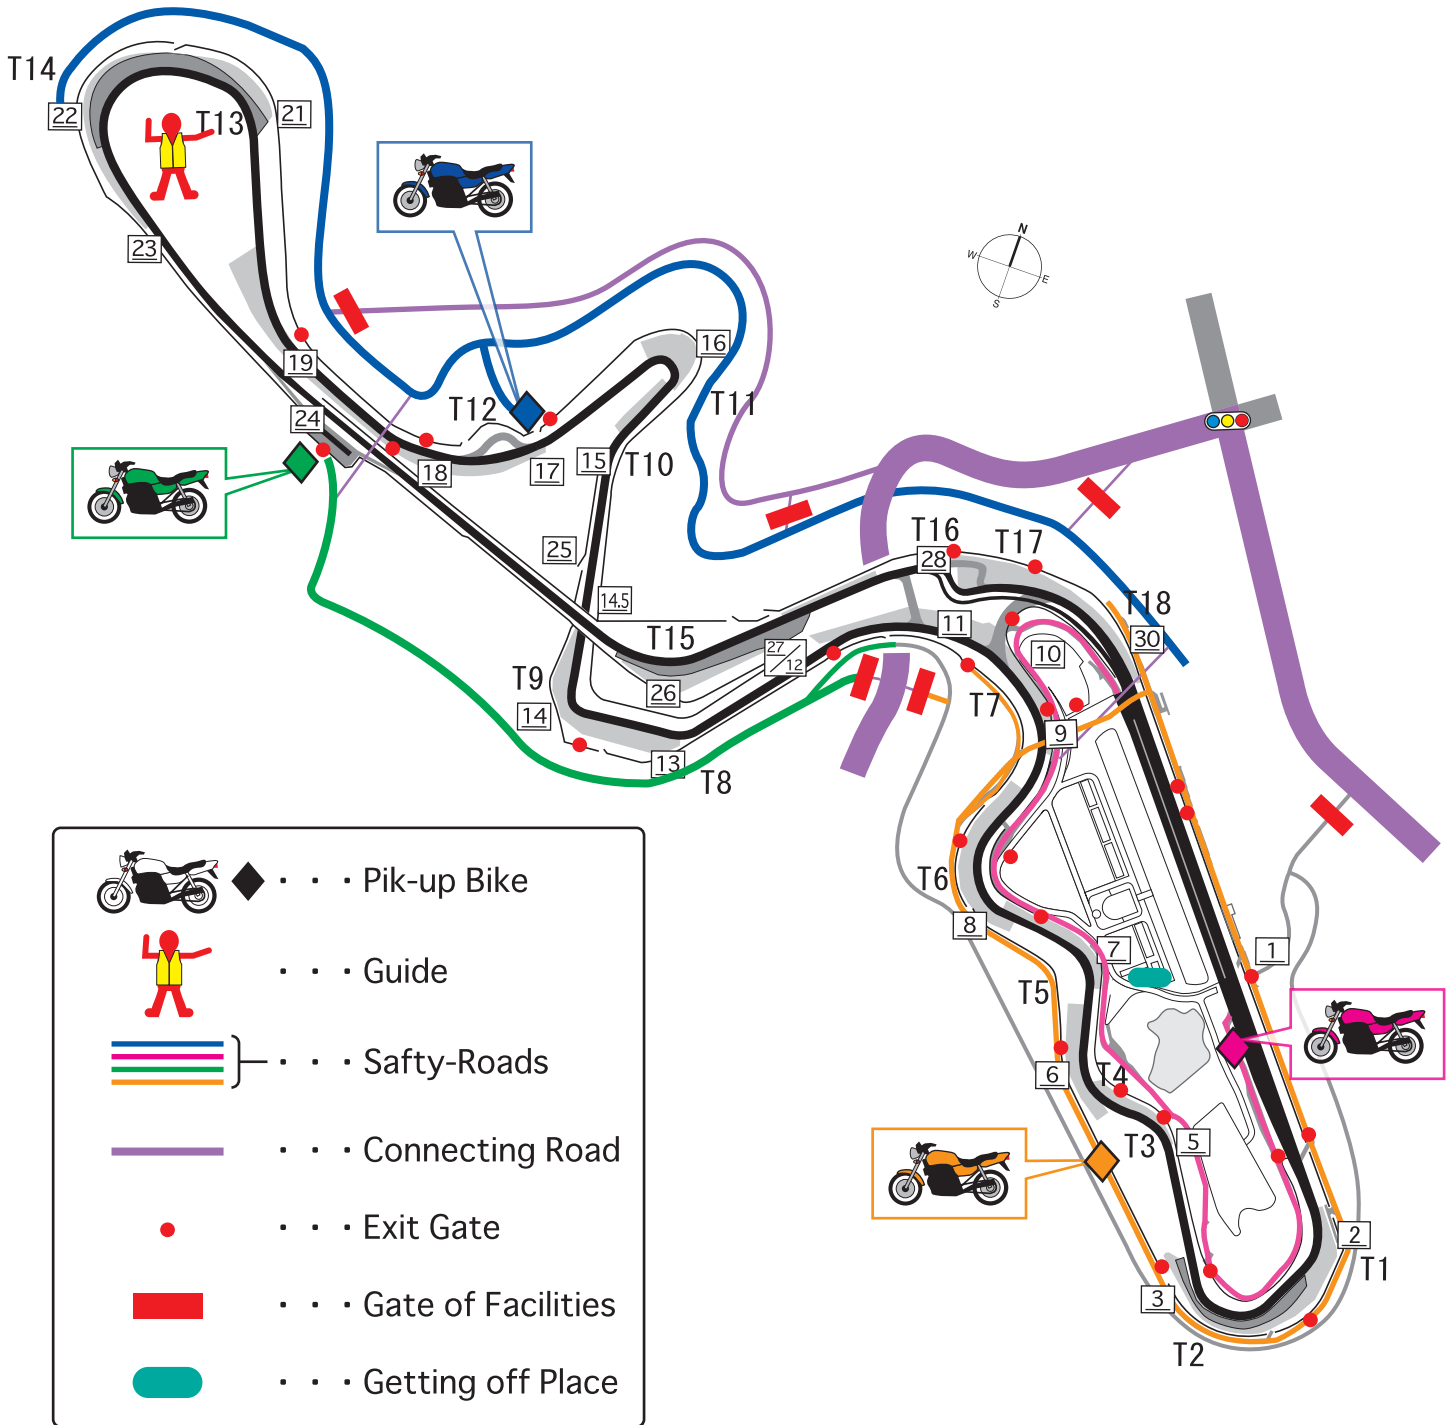 T14
22
T13
21
23
N
W
E
S
19
16
24
T12
T11
18
17
15
T10
25
14.5
T16
T17
28
T18
30
T15
11
27/12
10
26
T9
14
T7
9
13
T8
T6
8
7
1
T5
6
T4
T3
5
3
2
T1
T2
Pik-up Bike
Guide
Safty-Roads
Connecting Road
Exit Gate
Gate of Facilities
Getting off Place